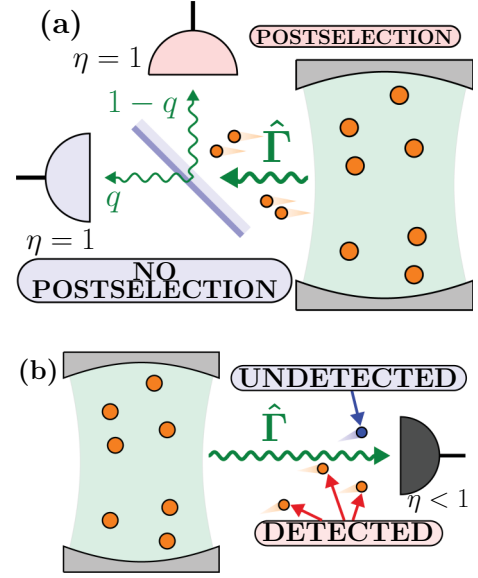 (a)
POSTSELECTION
η = 1
1 − q
Γ̂
q
η = 1
NO
POSTSELECTION
(b)
UNDETECTED
Γ̂
η < 1
DETECTED